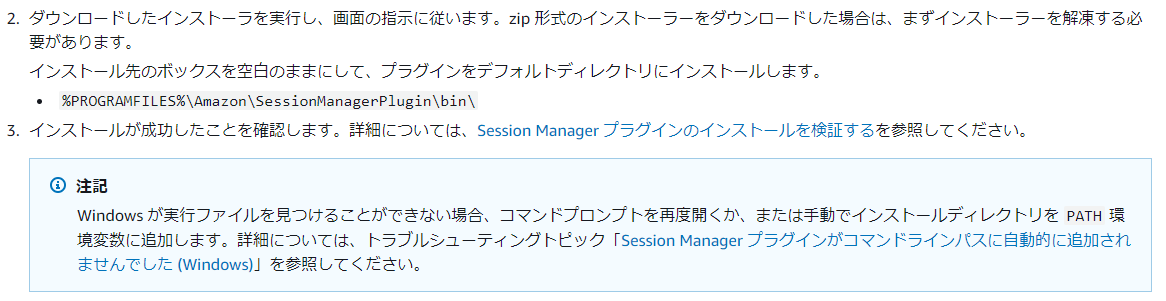 2. ダウンロードしたインストーラを実行し、画面の指示に従います。zip 形式のインストーラーをダウンロードした場合は、まずインストーラーを解凍する必
要があります。
インストール先のボックスを空白のままにして、プラグインをデフォルトディレクトリにインストールします。
• %PROGRAMFILES%\Amazon\SessionManagerPlugin\bin\
3. インストールが成功したことを確認します。詳細については、Session Manager プラグインのインストールを検証するを参照してください。
注記
Windows が実行ファイルを見つけることができない場合、コマンドプロンプトを再度開くか、または手動でインストールディレクトリを PATH 環
境変数に追加します。詳細については、トラブルシューティングトピック「Session Manager プラグインがコマンドラインパスに自動的に追加され
ませんでした (Windows)」を参照してください。